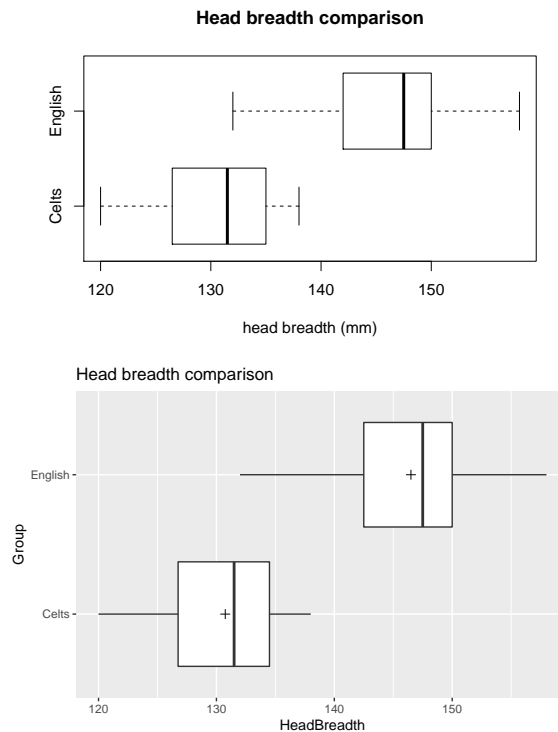 Head breadth comparison
English
Celts
120 130 140 150
head breadth (mm)
Head breadth comparison
Group
English
Celts
120 130 140 150
HeadBreadth